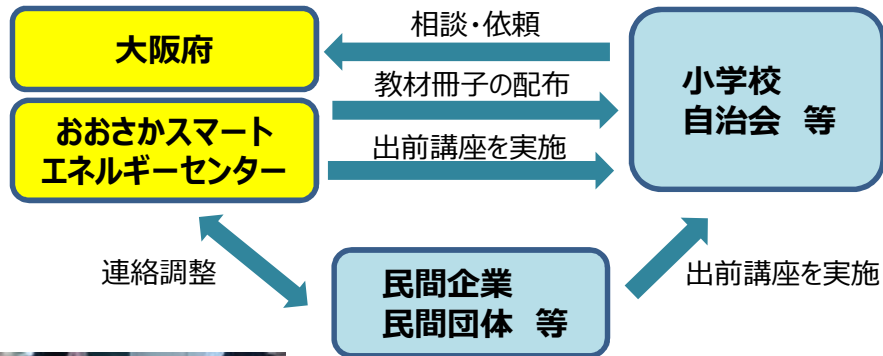 大阪府
おおさかスマート
エネルギーセンター
相談・依頼
教材冊子の配布
出前講座を実施
小学校
自治会 等
連絡調整
民間企業
民間団体 等
出前講座を実施